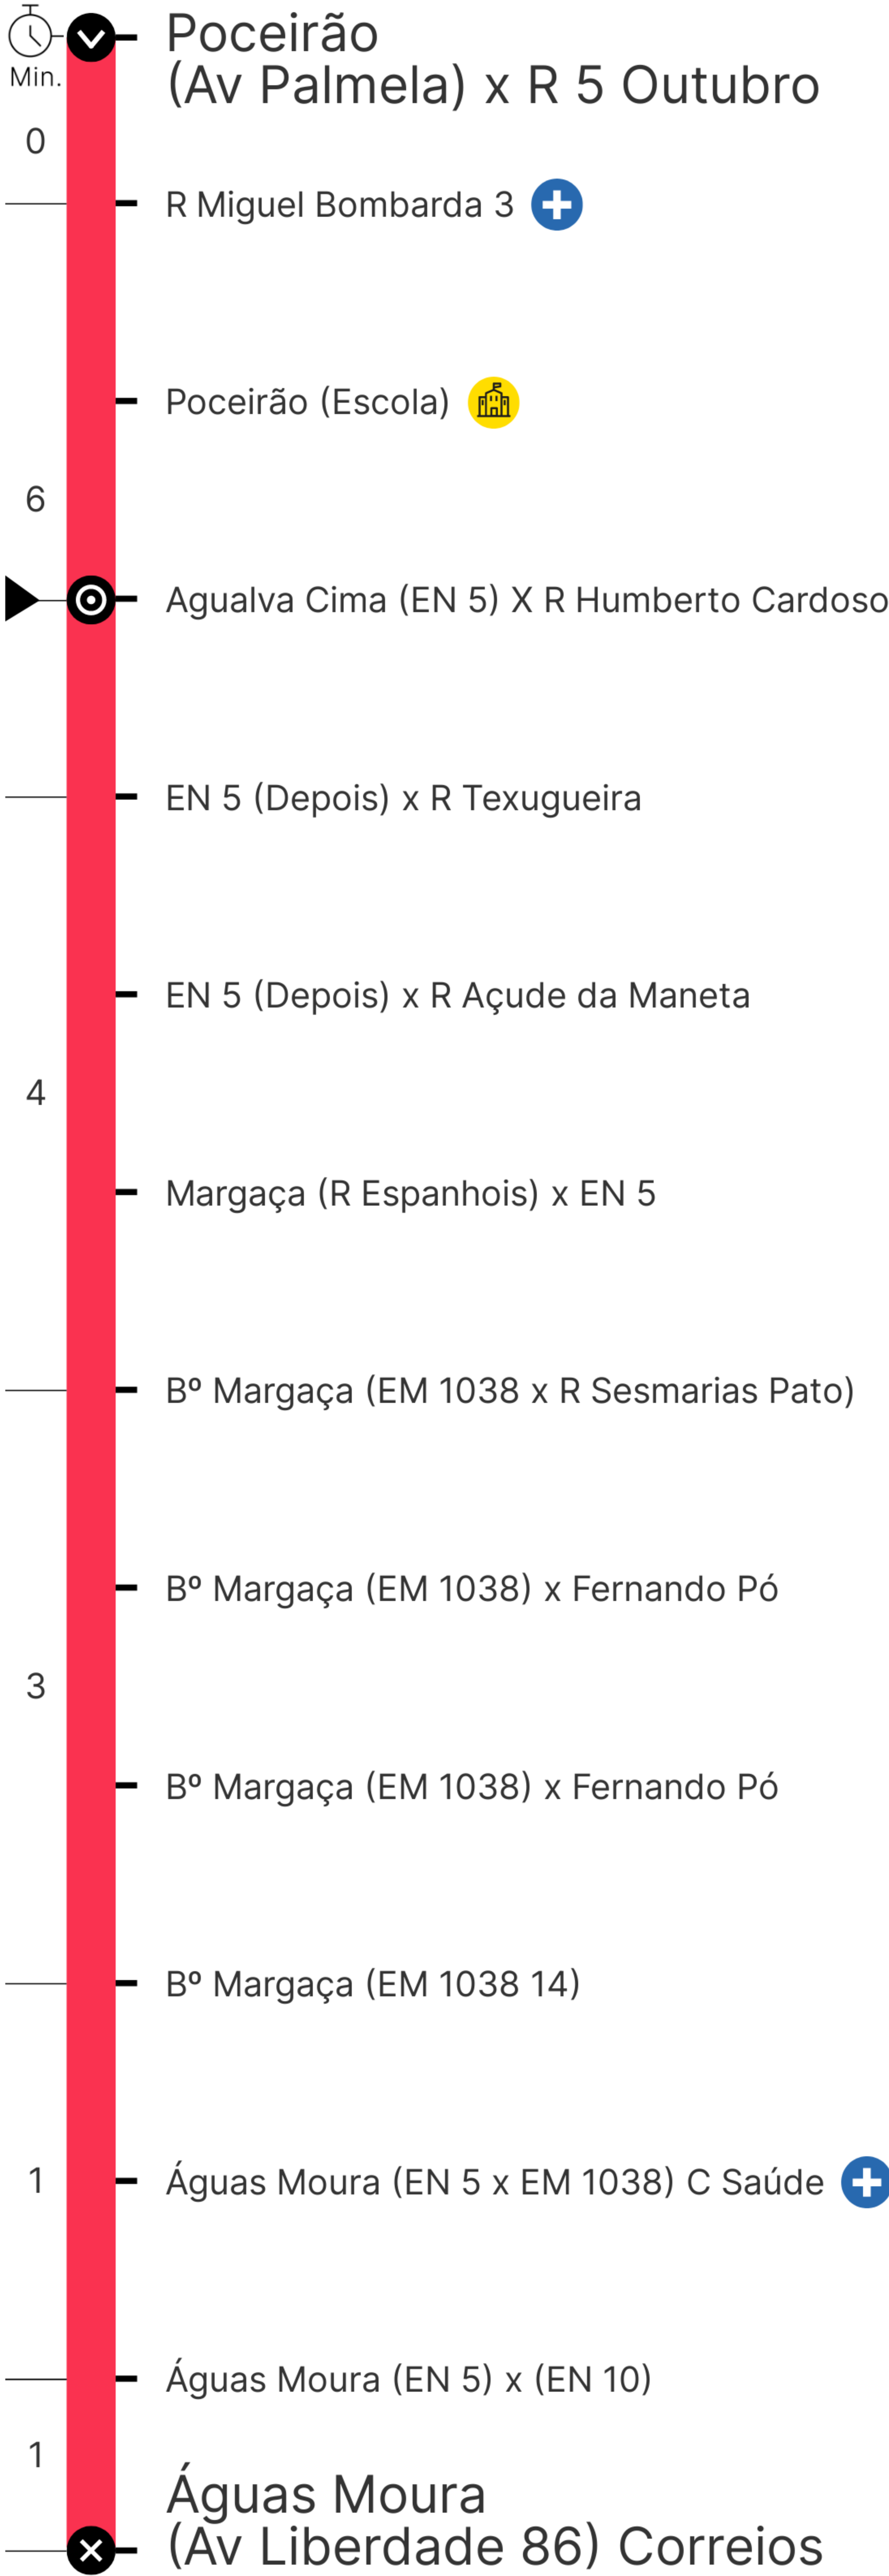 Poceirão
Min.
(Av Palmela) x R 5 Outubro
0
R Miguel Bombarda 3
Poceirão (Escola)
6
Agualva Cima (EN 5) X R Humberto Cardoso
EN 5 (Depois) x R Texugueira
EN 5 (Depois) x R Açude da Maneta
4
Margaça (R Espanhois) x EN 5
Bº Margaça (EM 1038 x R Sesmarias Pato)
Bº Margaça (EM 1038) x Fernando Pó
3
Bº Margaça (EM 1038) x Fernando Pó
Bº Margaça (EM 1038 14)
1
Águas Moura (EN 5 x EM 1038) C Saúde
Águas Moura (EN 5) x (EN 10)
1
Águas Moura
(Av Liberdade 86) Correios